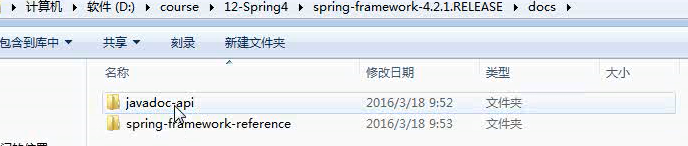 计算机 ▸ 软件 (D:) ▸ course ▸ 12-Spring4 ▸ spring-framework-4.2.1.RELEASE ▸ docs ▸
包含到库中 ▼ 共享 ▼ 刻录 新建文件夹
名称 修改日期 类型 大小
javadoc-api 2016/3/18 9:52 文件夹
spring-framework-reference 2016/3/18 9:53 文件夹